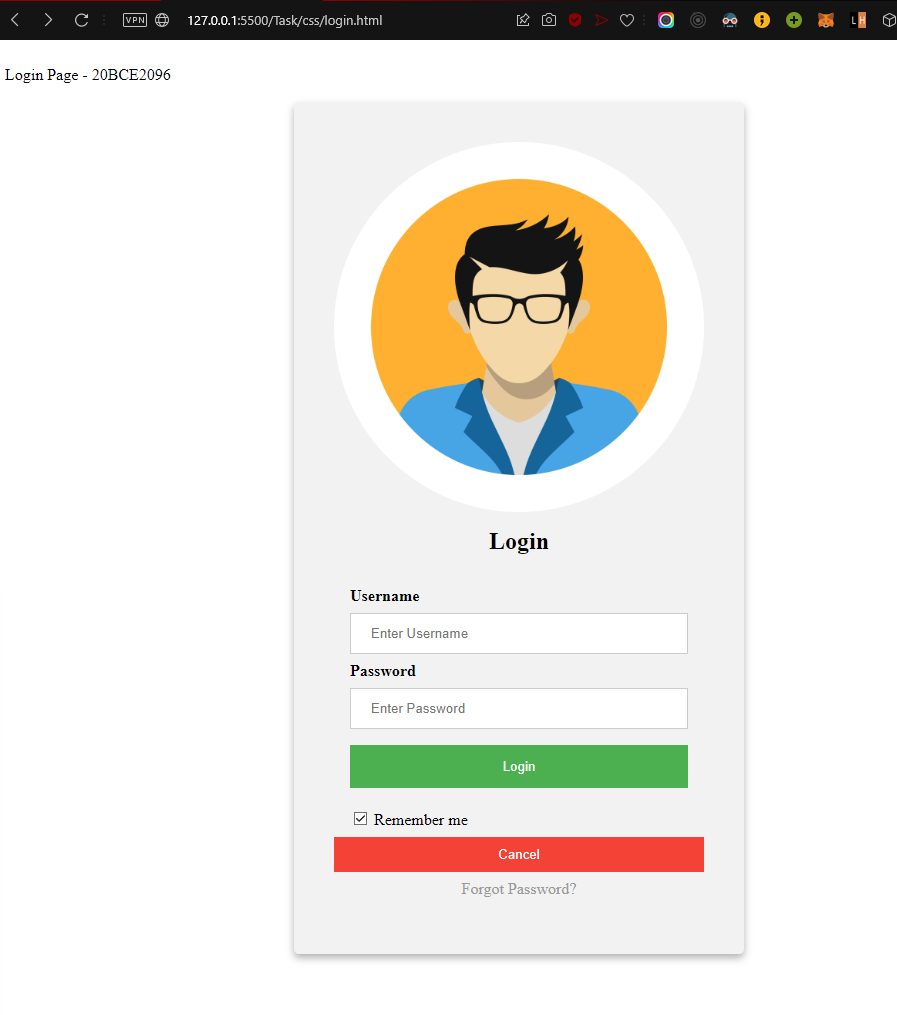 VPN
127.0.0.1:5500/Task/css/login.html
L H
Login Page - 20BCE2096
Login
Username
Enter Username
Password
Enter Password
Login
Remember me
Cancel
Forgot Password?